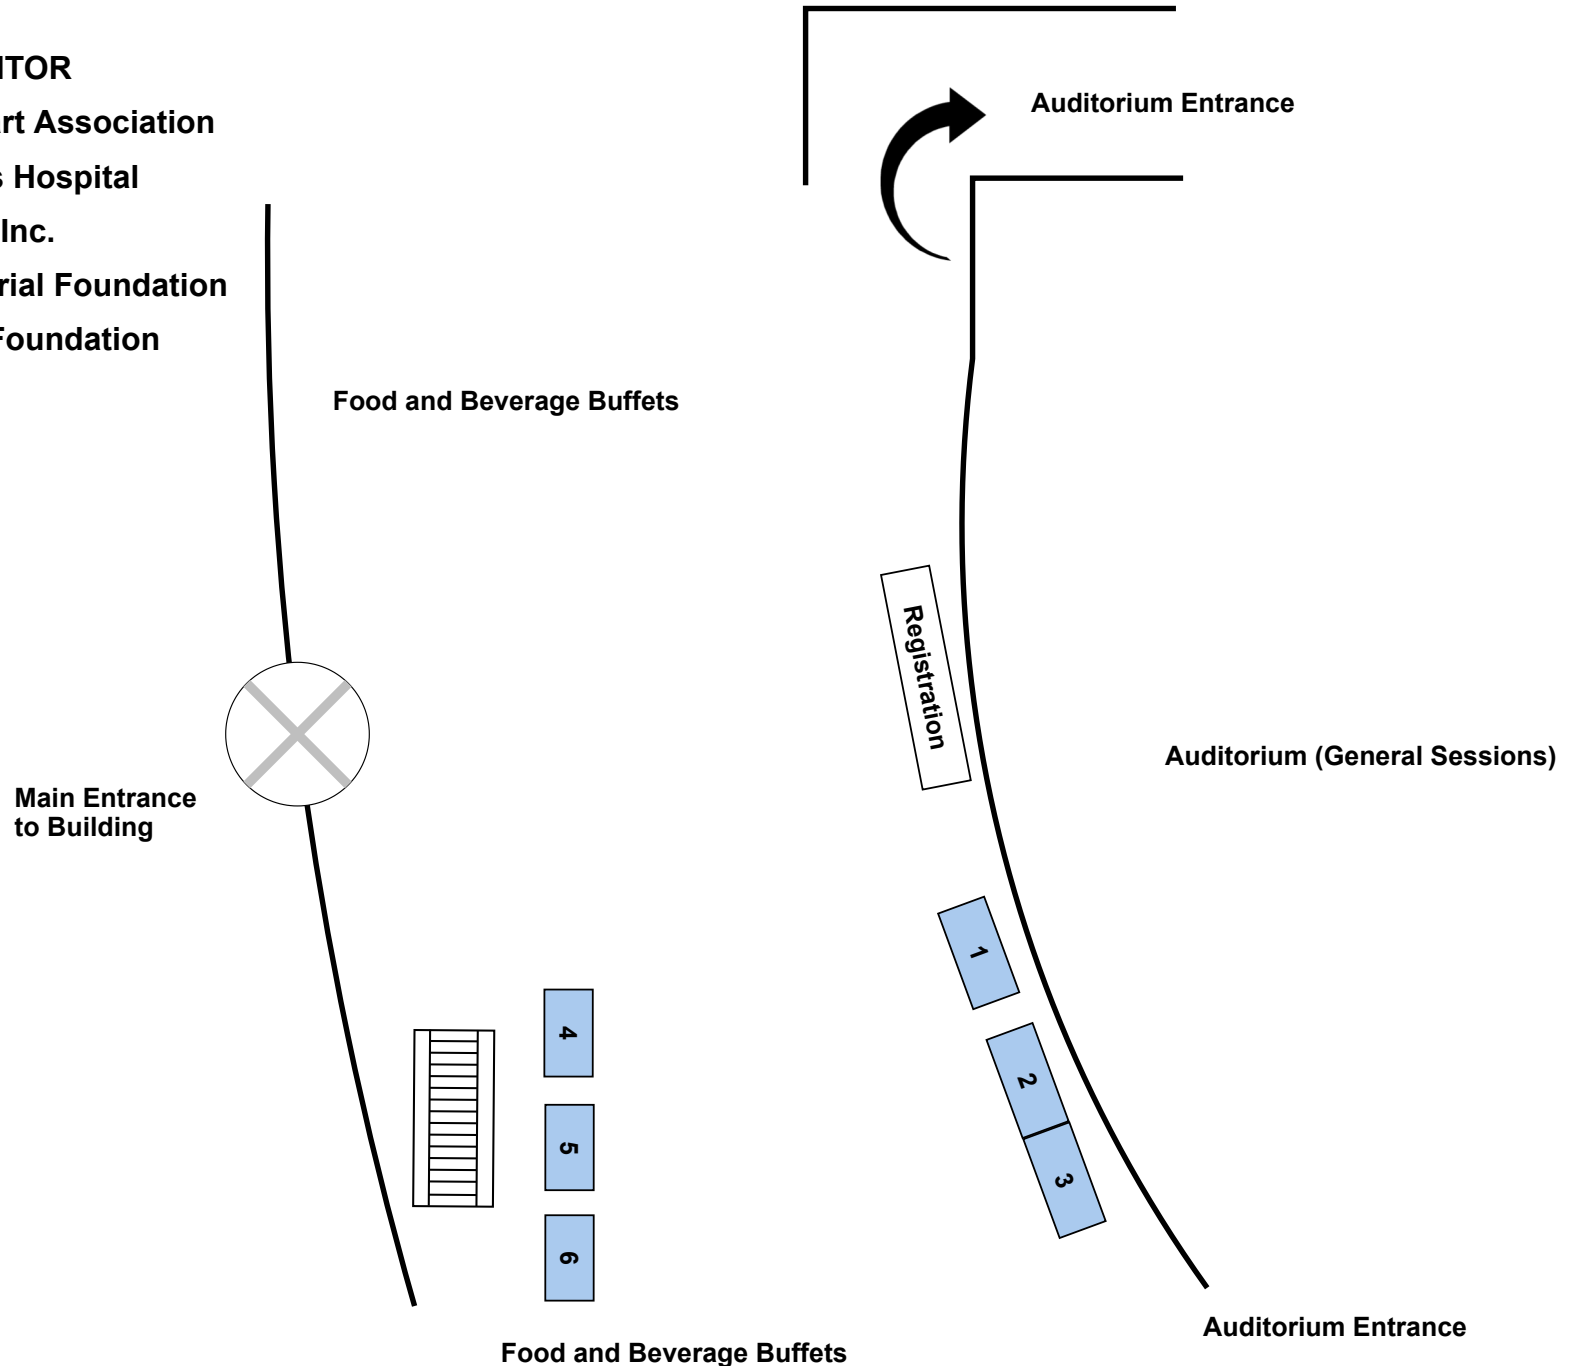 ITOR
rt Association
s Hospital
Inc.
rial Foundation
Foundation
Auditorium Entrance
Food and Beverage Buffets
Registration
Auditorium (General Sessions)
Main Entrance
to Building
1
2
3
4
5
6
Auditorium Entrance
Food and Beverage Buffets